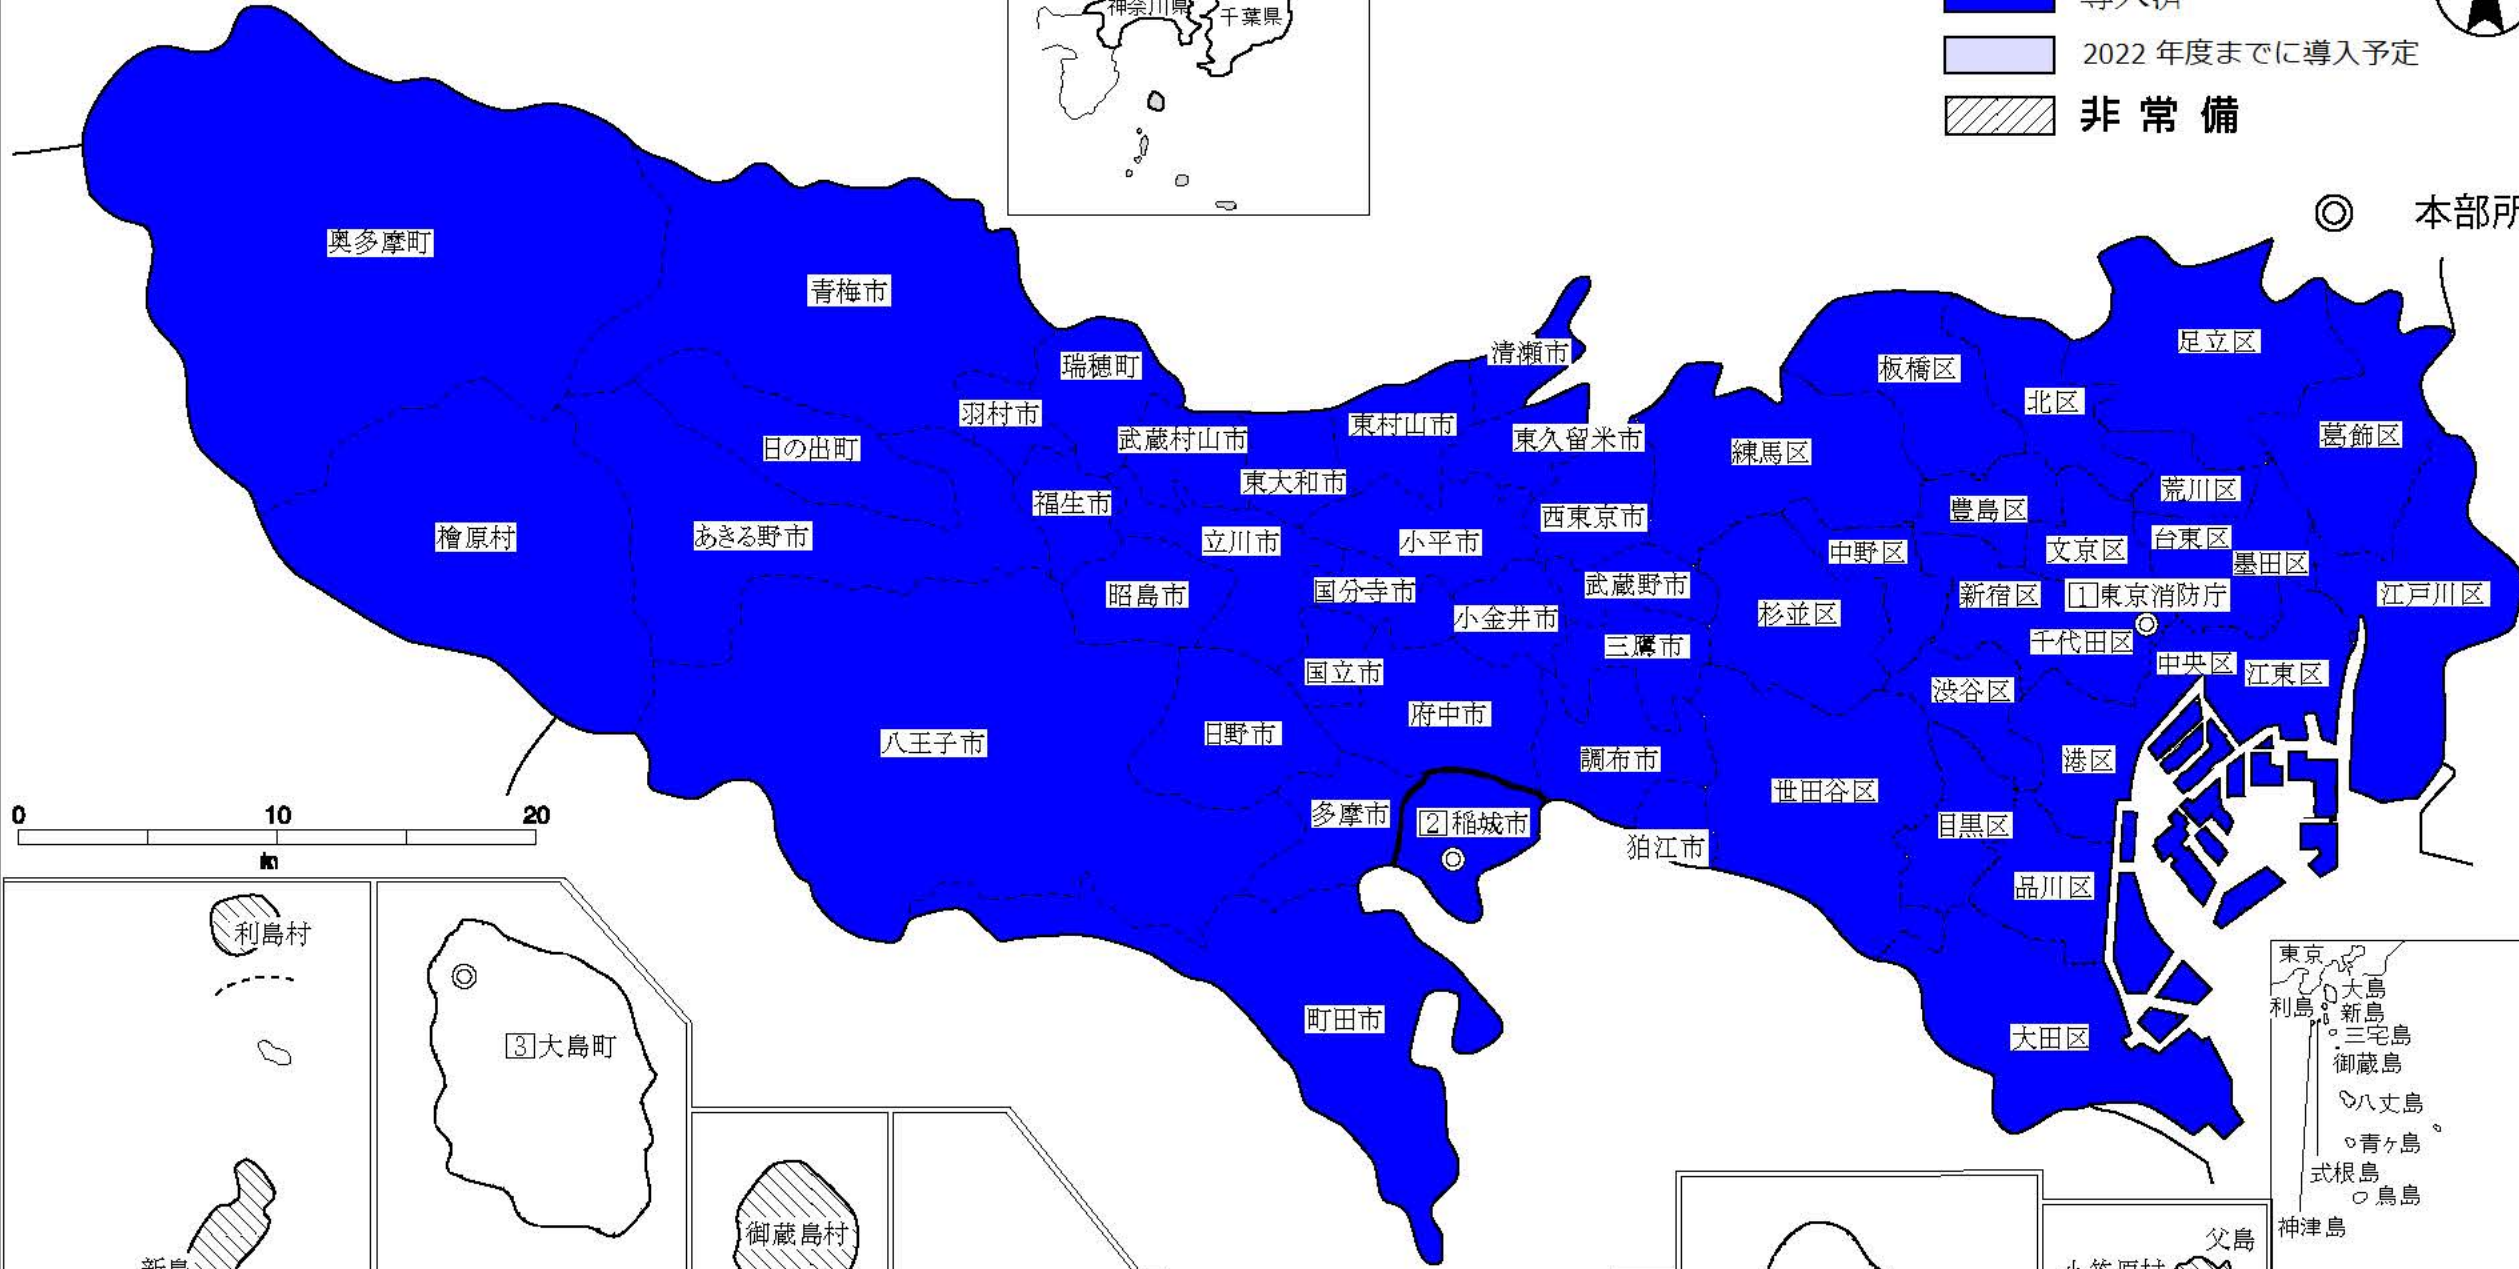 神奈川県
千葉県
導入済
2022 年度までに導入予定
非常備
本部所
奥多摩町
青梅市
瑞穂町
清瀬市
足立区
板橋区
北区
羽村市
武蔵村山市
東村山市
東久留米市
練馬区
葛飾区
日の出町
東大和市
福生市
荒川区
豊島区
西東京市
檜原村
あきる野市
立川市
小平市
中野区
文京区
台東区
墨田区
昭島市
国分寺市
武蔵野市
新宿区
1東京消防庁
江戸川区
小金井市
杉並区
三鷹市
千代田区
中央区
江東区
国立市
渋谷区
府中市
八王子市
日野市
調布市
港区
世田谷区
多摩市
2稲城市
目黒区
狛江市
品川区
町田市
大田区
0 10 20
km
利島村
3大島町
御蔵島村
新島
東京
大島
利島
新島
三宅島
御蔵島
八丈島
青ヶ島
式根島
鳥島
神津島
父島
小笠原村